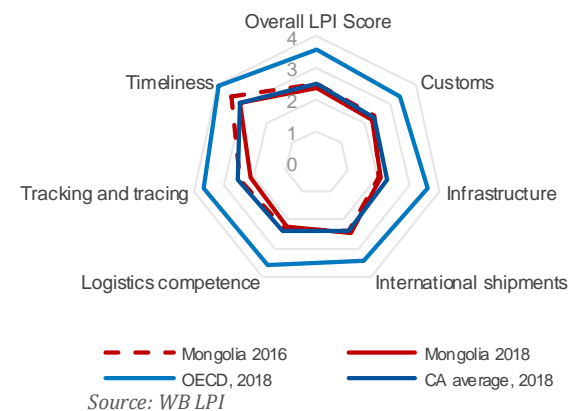 Overall LPI Score
4
3
2
1
0
Customs
Infrastructure
International shipments
Logistics competence
Tracking and tracing
Timeliness
Mongolia 2016
Mongolia 2018
OECD, 2018
CA average, 2018
Source: WB LPI